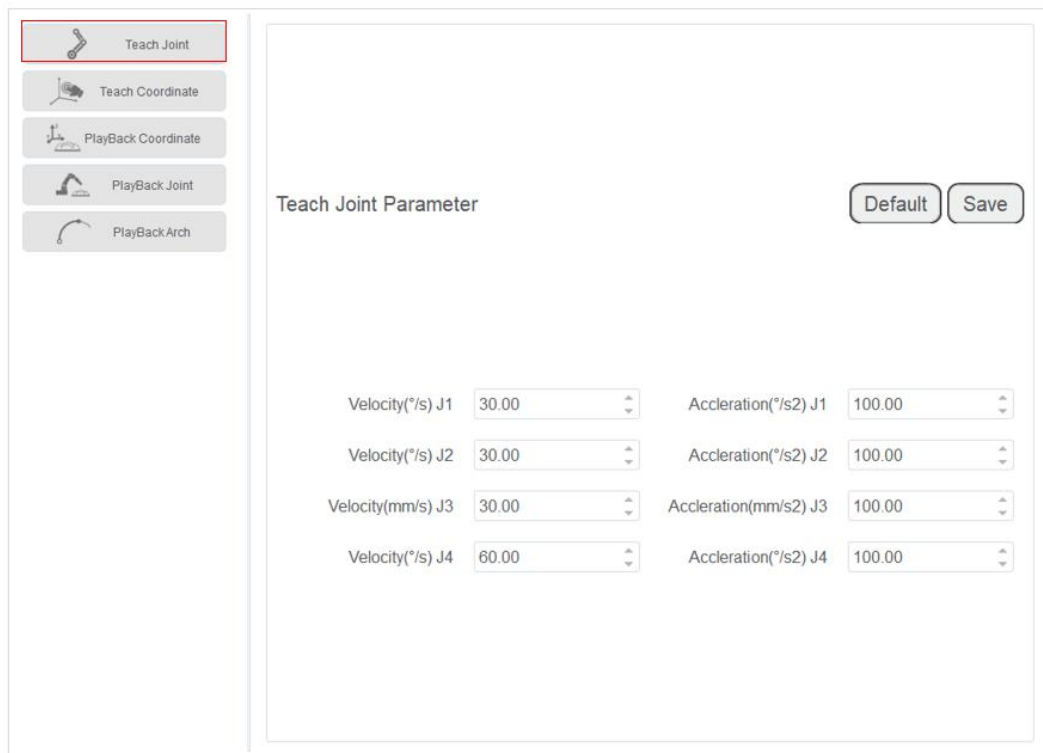 Teach Joint
Teach Coordinate
PlayBack Coordinate
PlayBack Joint
PlayBack Arch
Teach Joint Parameter Default Save
Velocity(°/s) J1 30.00 Accleration(°/s2) J1 100.00
Velocity(°/s) J2 30.00 Accleration(°/s2) J2 100.00
Velocity(mm/s) J3 30.00 Accleration(mm/s2) J3 100.00
Velocity(°/s) J4 60.00 Accleration(°/s2) J4 100.00